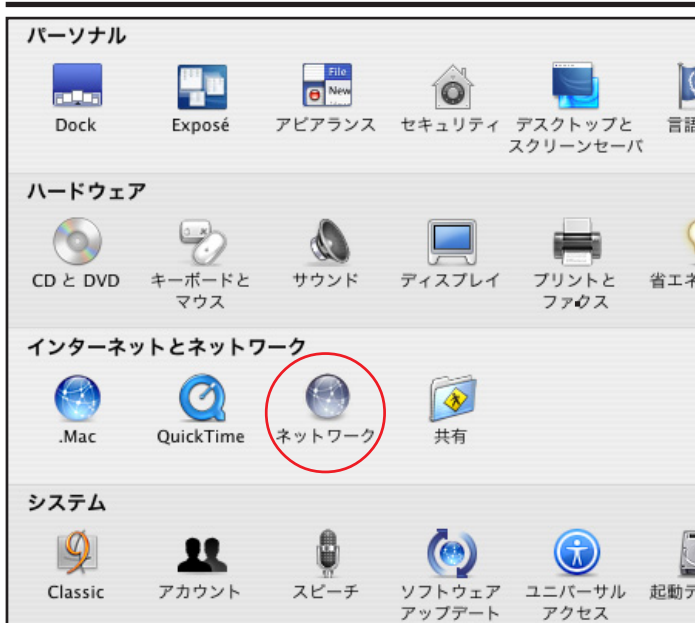 パーソナル
File
New
Dock
Exposé
アピアランス
セキュリティ
デスクトップと
スクリーンセーバ
言語
ハードウェア
CD と DVD
キーボードと
マウス
サウンド
ディスプレイ
プリントと
ファクス
省エネ
インターネットとネットワーク
.Mac
QuickTime
ネットワーク
共有
システム
Classic
アカウント
スピーチ
ソフトウェア
アップデート
ユニバーサル
アクセス
起動デ